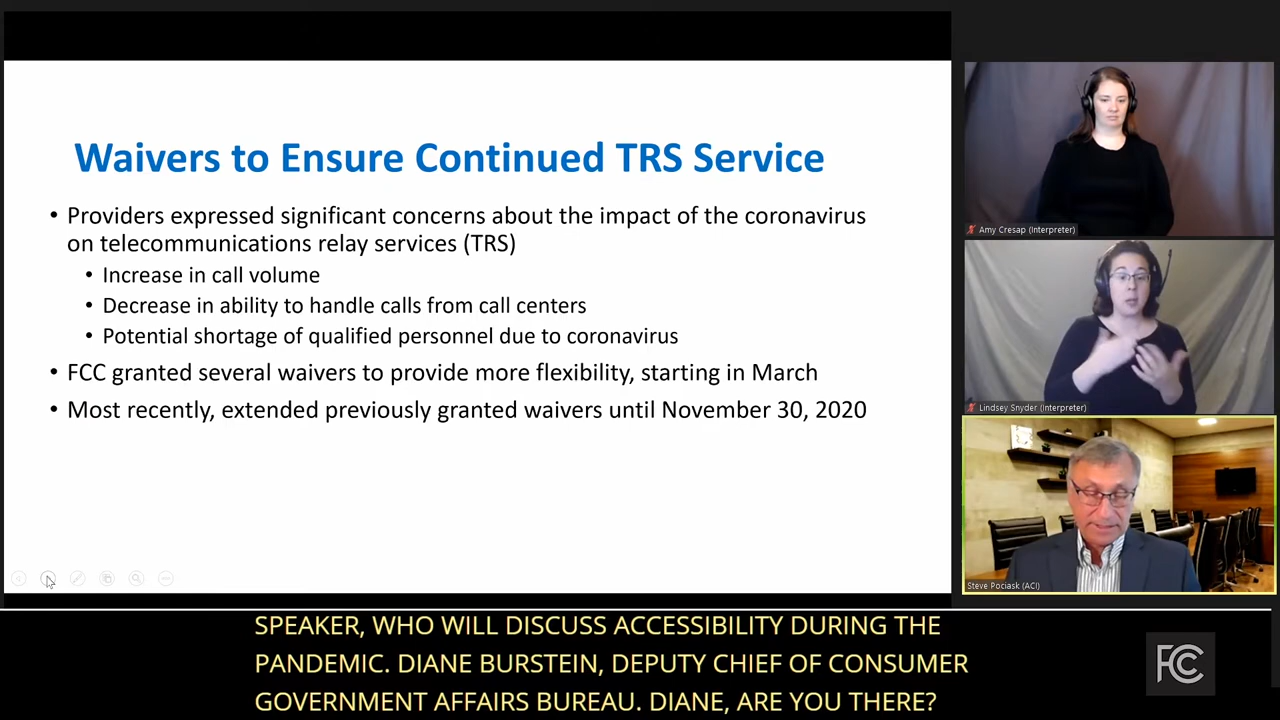 Waivers to Ensure Continued TRS Service
• Providers expressed significant concerns about the impact of the coronavirus
on telecommunications relay services (TRS)
• Increase in call volume
• Decrease in ability to handle calls from call centers
• Potential shortage of qualified personnel due to coronavirus
• FCC granted several waivers to provide more flexibility, starting in March
• Most recently, extended previously granted waivers until November 30, 2020
Amy Cresap (Interpreter)
Lindsey Snyder (Interpreter)
Steve Pociask (ACI)
SPEAKER, WHO WILL DISCUSS ACCESSIBILITY DURING THE
PANDEMIC. DIANE BURSTEIN, DEPUTY CHIEF OF CONSUMER
GOVERNMENT AFFAIRS BUREAU. DIANE, ARE YOU THERE?
FCC